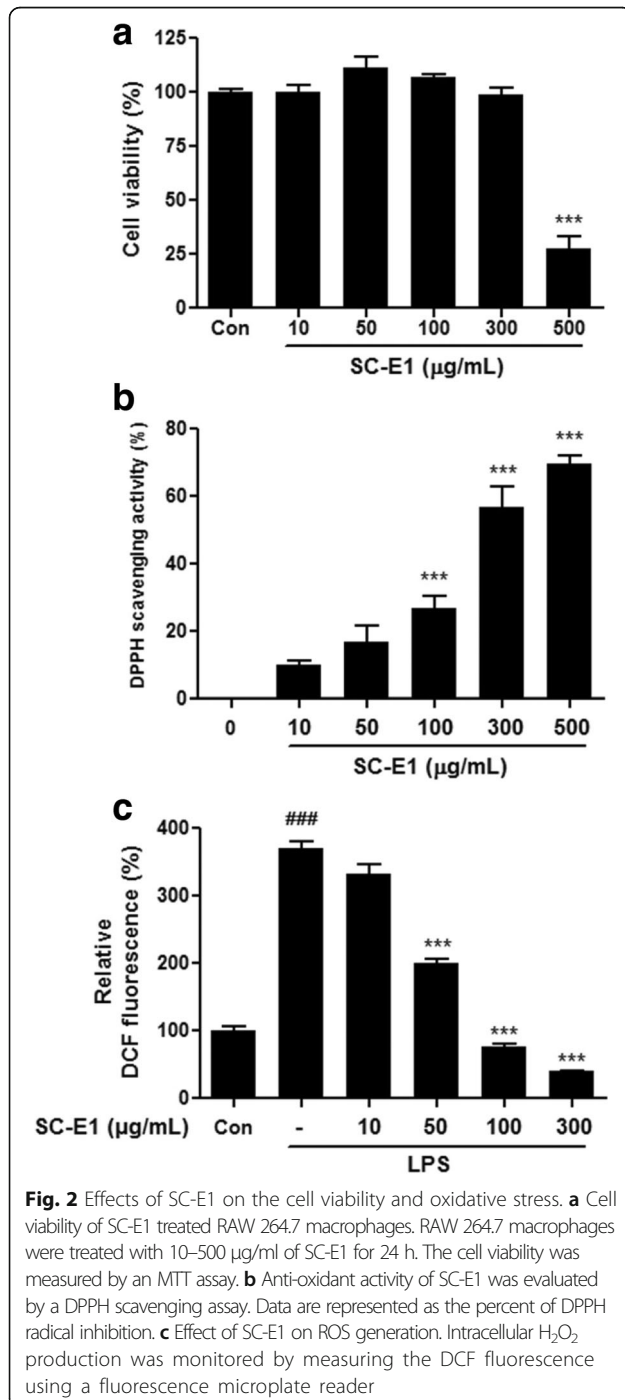 a
Cell viability (%)
125
100
75
50
25
0
***
Con 10 50 100 300 500
SC-E1 (µg/mL)
b
DPPH scavenging activity (%)
80
60
40
20
0
*** *** ***
0 10 50 100 300 500
SC-E1 (µg/mL)
c
Relative
DCF fluorescence (%)
400
300
200
100
0
### *** *** ***
SC-E1 (µg/mL) Con - 10 50 100 300
LPS
Fig. 2 Effects of SC-E1 on the cell viability and oxidative stress. a Cell
viability of SC-E1 treated RAW 264.7 macrophages. RAW 264.7 macrophages
were treated with 10–500 µg/ml of SC-E1 for 24 h. The cell viability was
measured by an MTT assay. b Anti-oxidant activity of SC-E1 was evaluated
by a DPPH scavenging assay. Data are represented as the percent of DPPH
radical inhibition. c Effect of SC-E1 on ROS generation. Intracellular H₂O₂
production was monitored by measuring the DCF fluorescence
using a fluorescence microplate reader